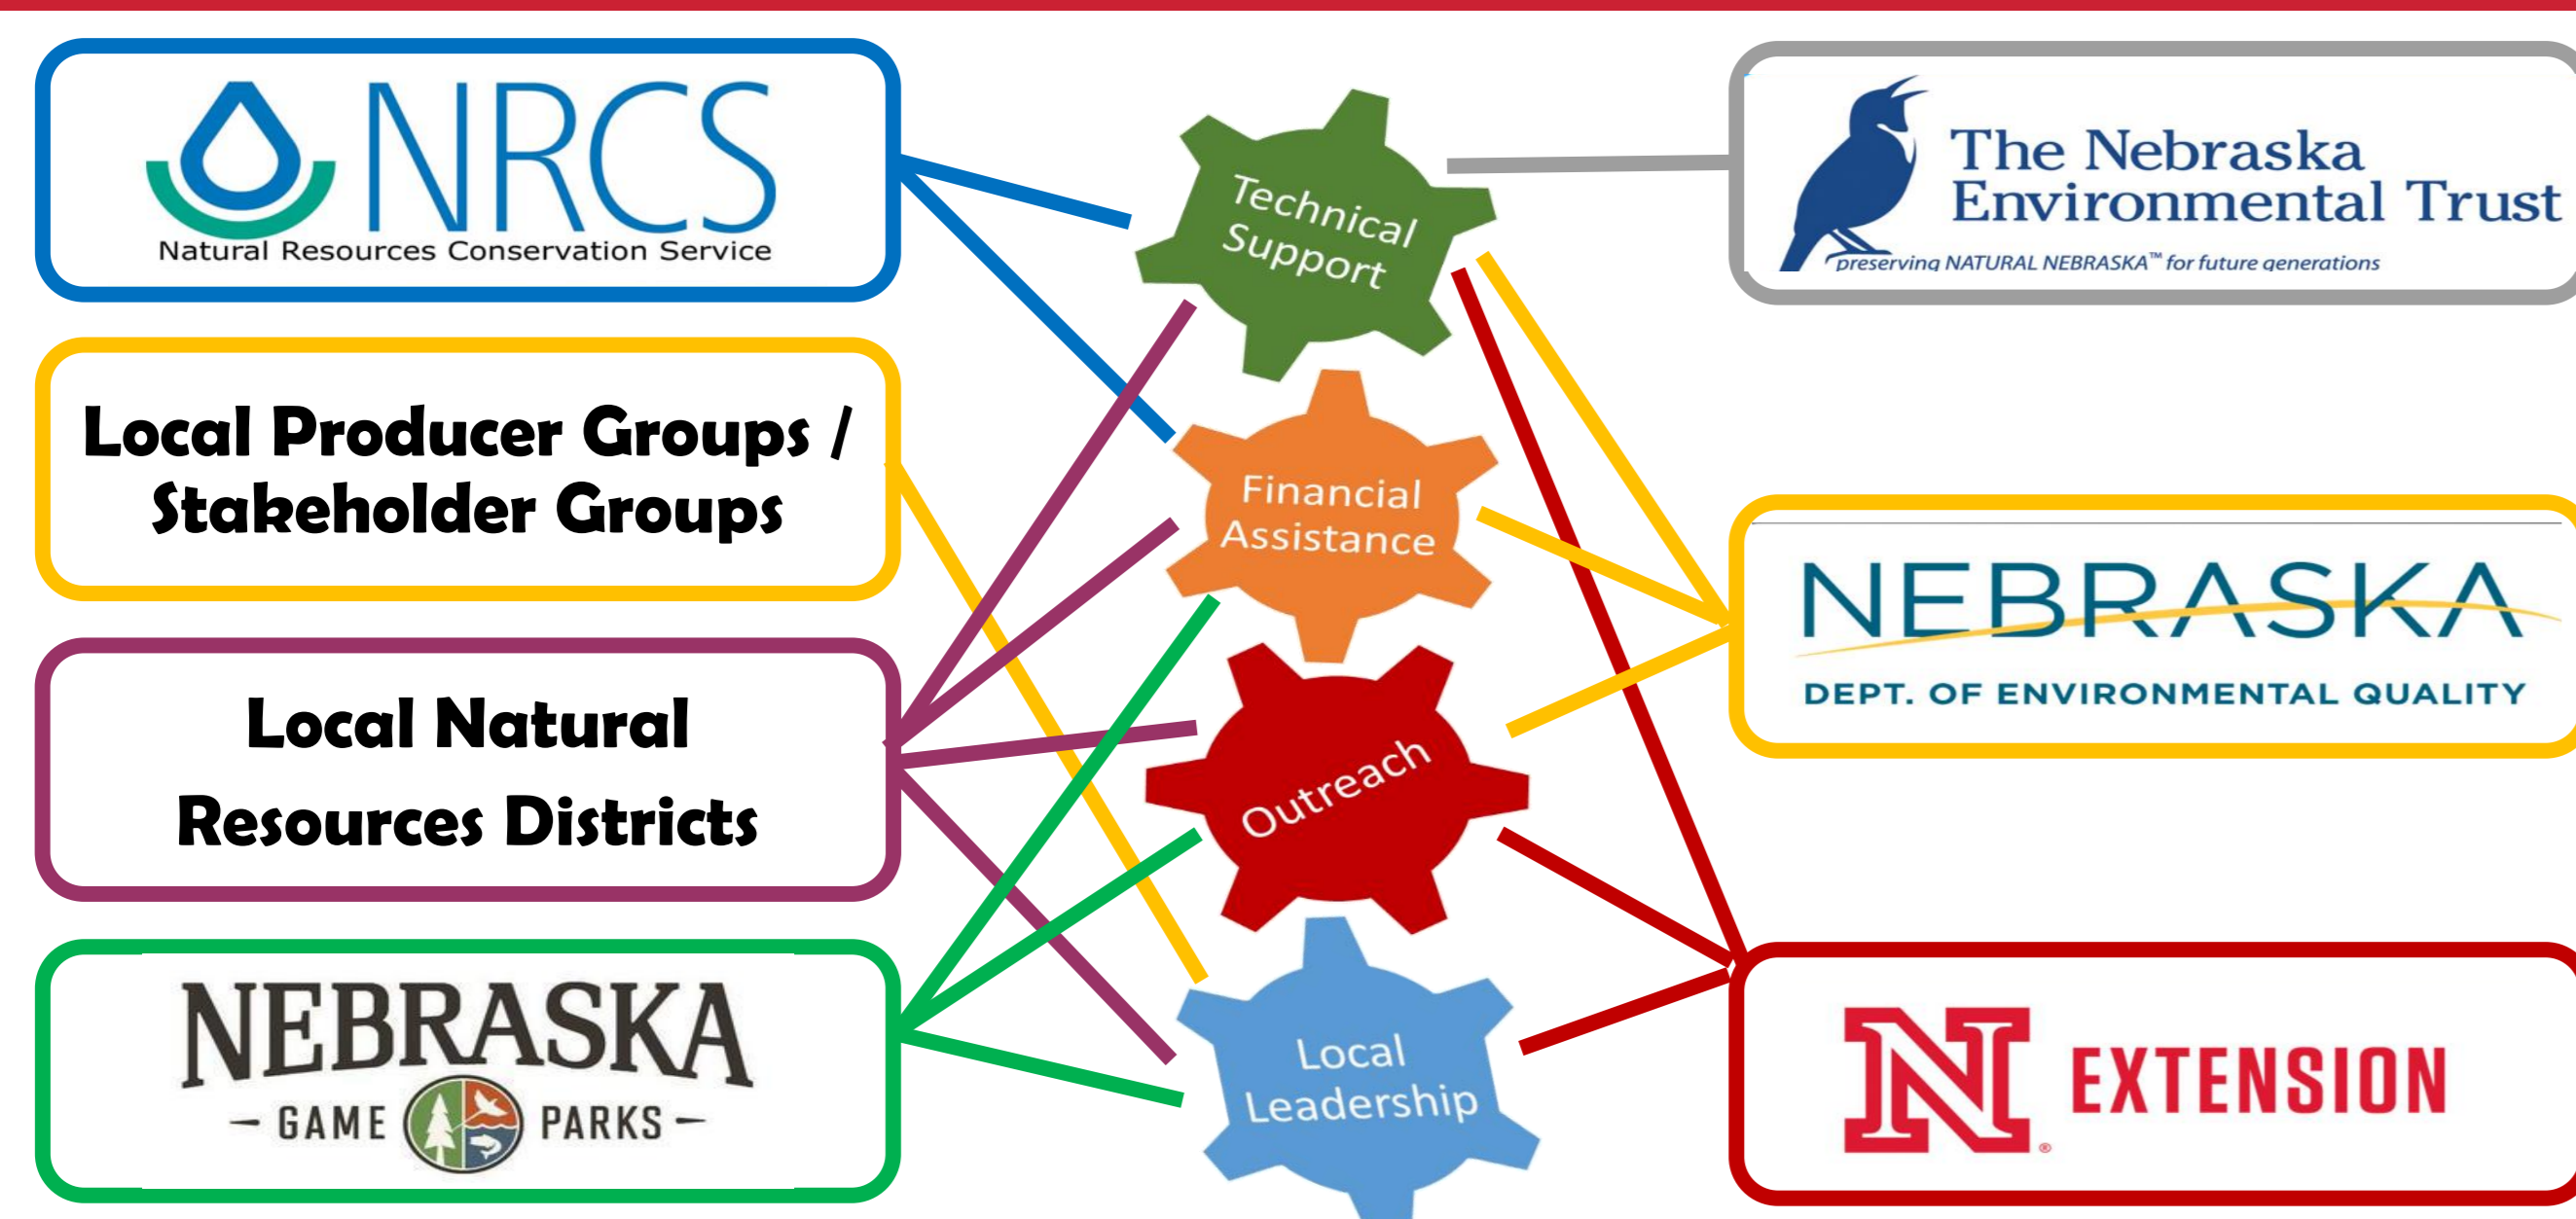 NRCS
Natural Resources Conservation Service
Local Producer Groups /
Stakeholder Groups
Local Natural
Resources Districts
NEBRASKA
– GAME PARKS –
Technical
Support
Financial
Assistance
Outreach
Local
Leadership
The Nebraska
Environmental Trust
preserving NATURAL NEBRASKA™ for future generations
NEBRASKA
DEPT. OF ENVIRONMENTAL QUALITY
N® EXTENSION